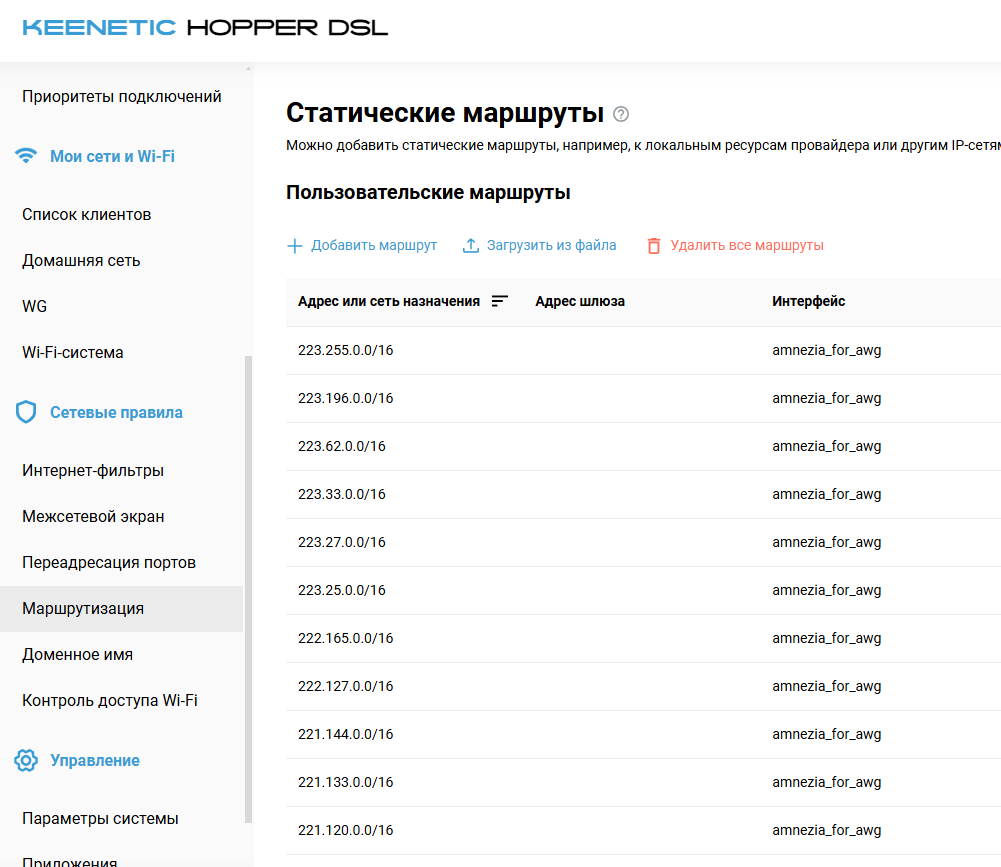 KEENETIC HOPPER DSL
Приоритеты подключений
Мои сети и Wi-Fi
Список клиентов
Домашняя сеть
WG
Wi-Fi-система
Сетевые правила
Интернет-фильтры
Межсетевой экран
Переадресация портов
Маршрутизация
Доменное имя
Контроль доступа Wi-Fi
Управление
Параметры системы
Приложения
Статические маршруты ?
Можно добавить статические маршруты, например, к локальным ресурсам провайдера или другим IP-сетям
Пользовательские маршруты
Добавить маршрут Загрузить из файла Удалить все маршруты
Адрес или сеть назначения Адрес шлюза Интерфейс
223.255.0.0/16 amnezia_for_awg
223.196.0.0/16 amnezia_for_awg
223.62.0.0/16 amnezia_for_awg
223.33.0.0/16 amnezia_for_awg
223.27.0.0/16 amnezia_for_awg
223.25.0.0/16 amnezia_for_awg
222.165.0.0/16 amnezia_for_awg
222.127.0.0/16 amnezia_for_awg
221.144.0.0/16 amnezia_for_awg
221.133.0.0/16 amnezia_for_awg
221.120.0.0/16 amnezia_for_awg